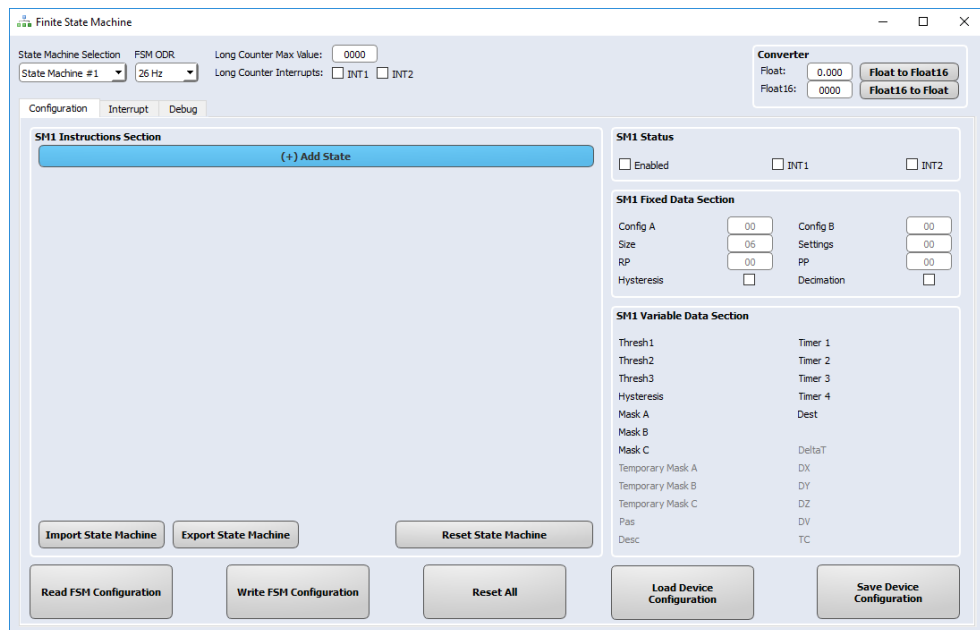 Finite State Machine
State Machine Selection FSM ODR Long Counter Max Value: 0000
State Machine #1 26 Hz Long Counter Interrupts: INT1 INT2
Converter
Float: 0.000 Float to Float16
Float16: 0000 Float16 to Float
Configuration Interrupt Debug
SM1 Instructions Section
(+) Add State
Import State Machine Export State Machine Reset State Machine
SM1 Status
Enabled INT1 INT2
SM1 Fixed Data Section
Config A 00 Config B 00
Size 06 Settings 00
RP 00 PP 00
Hysteresis Decimation
SM1 Variable Data Section
Thresh1 Timer 1
Thresh2 Timer 2
Thresh3 Timer 3
Hysteresis Timer 4
Mask A Dest
Mask B
Mask C DeltaT
Temporary Mask A DX
Temporary Mask B DY
Temporary Mask C DZ
Pas DV
Desc TC
Read FSM Configuration Write FSM Configuration Reset All
Load Device
Configuration
Save Device
Configuration